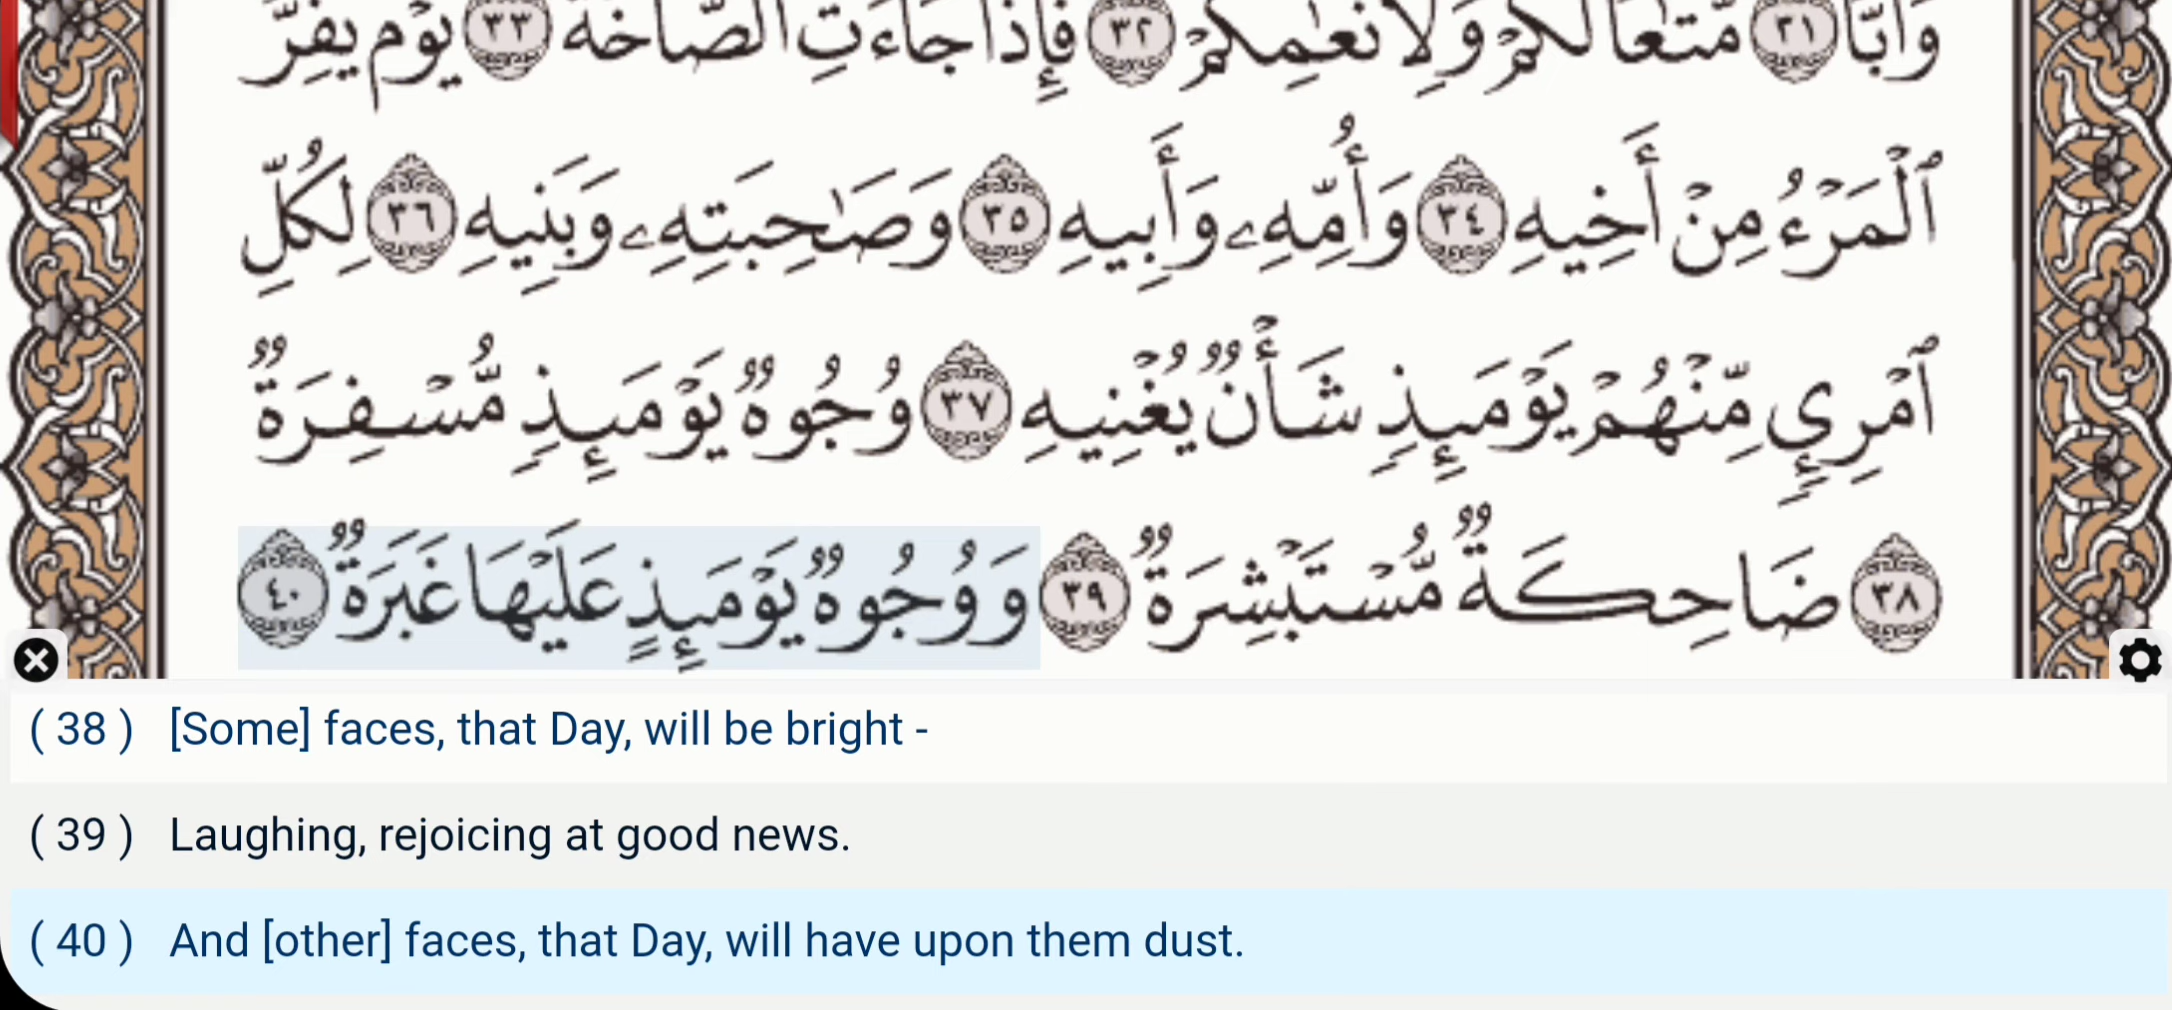 وَأَبًّا ٣١ مَّتَٰعًا لَّكُمْ وَلِأَنْعَٰمِكُمْ ٣٢ فَإِذَا جَآءَتِ ٱلصَّآخَّةُ ٣٣ يَوْمَ يَفِرُّ
ٱلْمَرْءُ مِنْ أَخِيهِ ٣٤ وَأُمِّهِۦ وَأَبِيهِ ٣٥ وَصَٰحِبَتِهِۦ وَبَنِيهِ ٣٦ لِكُلِّ
ٱمْرِئٍ مِّنْهُمْ يَوْمَئِذٍ شَأْنٌ يُغْنِيهِ ٣٧ وُجُوهٌ يَوْمَئِذٍ مُّسْفِرَةٌ
٣٨ ضَاحِكَةٌ مُّسْتَبْشِرَةٌ ٣٩ وَوُجُوهٌ يَوْمَئِذٍ عَلَيْهَا غَبَرَةٌ ٤٠
( 38 ) [Some] faces, that Day, will be bright -
( 39 ) Laughing, rejoicing at good news.
( 40 ) And [other] faces, that Day, will have upon them dust.